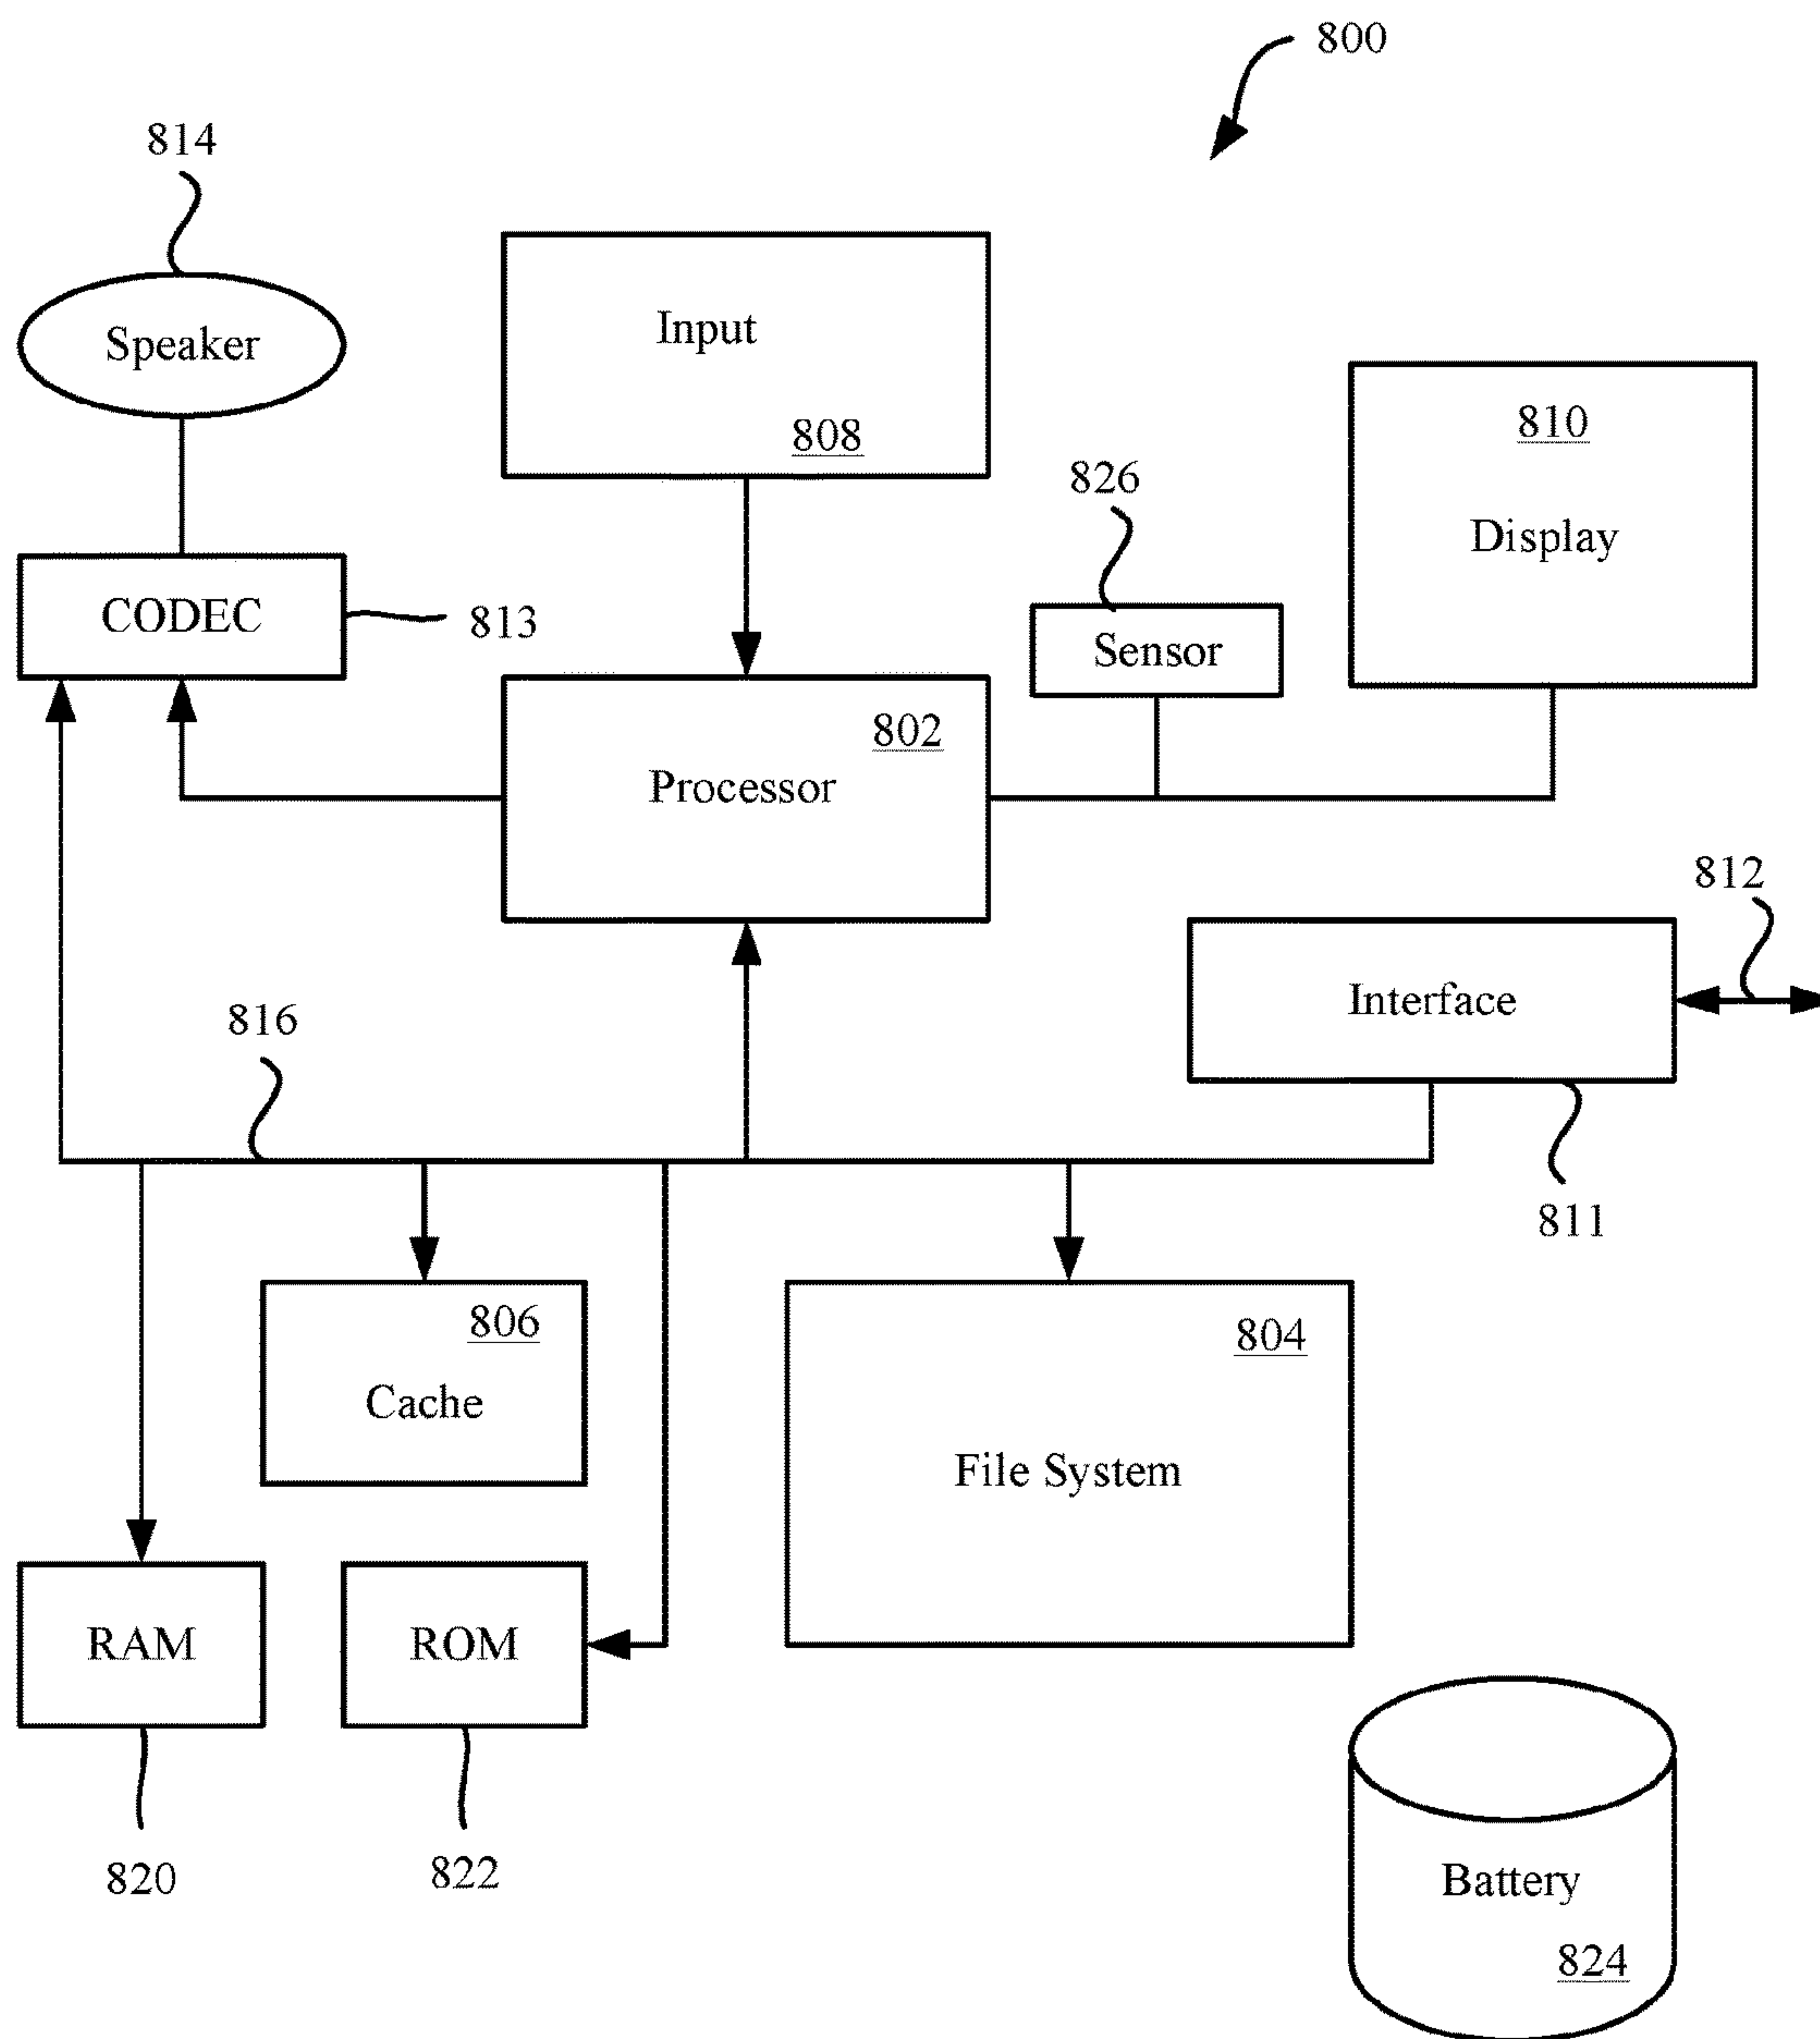 800
814
Speaker
Input
808
810
Display
826
Sensor
CODEC
813
802
Processor
812
Interface
816
811
806
Cache
804
File System
RAM
ROM
820
822
Battery
824